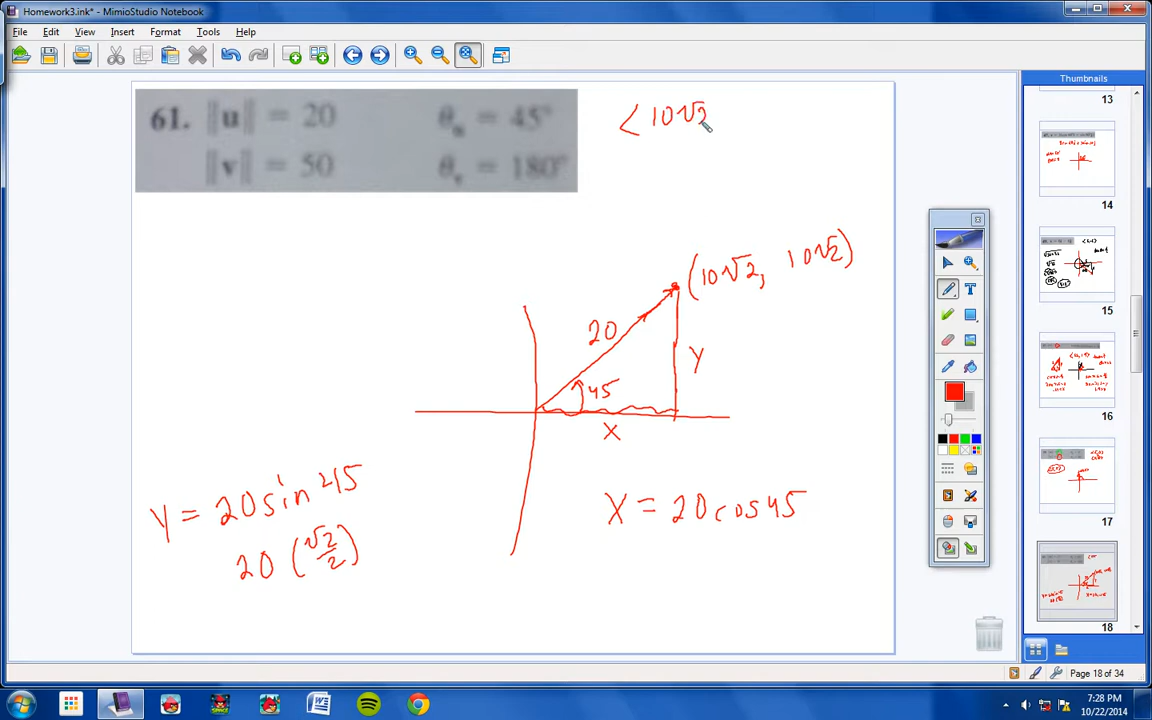 Homework3.ink* - MimioStudio Notebook
File Edit View Insert Format Tools Help
Thumbnails
61. ||u|| = 20 θu = 45°
||v|| = 50 θv = 180°
< 10√2
(10√2, 10√2)
20
45
Y
X
Y = 20 sin 45
20 (√2/2)
X = 20 cos 45
13
14
15
16
17
18
Page 18 of 34
7:28 PM
10/22/2014